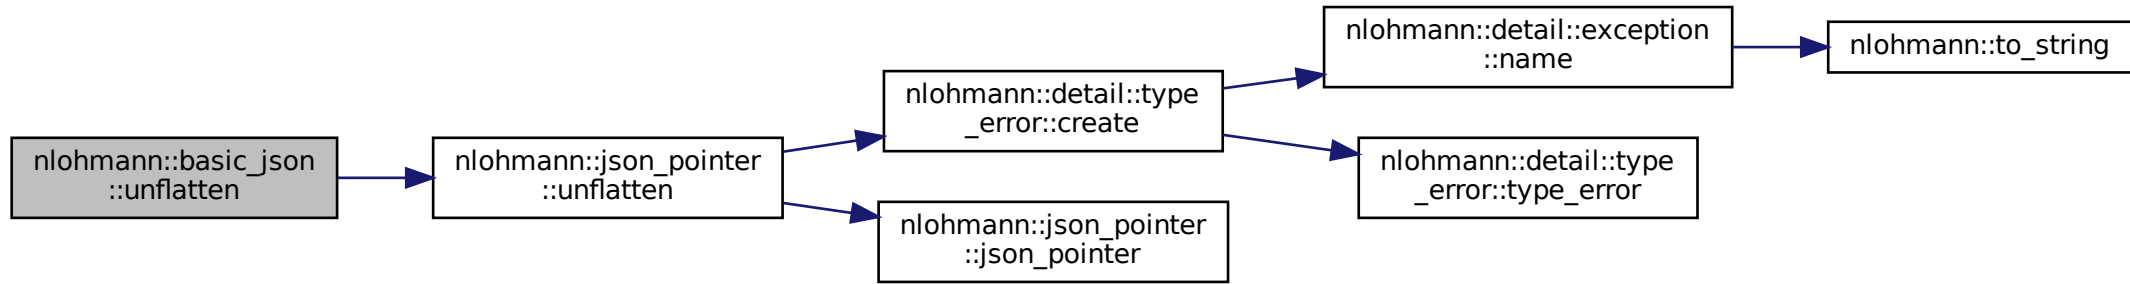 nlohmann::basic_json
::unflatten
nlohmann::json_pointer
::unflatten
nlohmann::detail::type
_error::create
nlohmann::json_pointer
::json_pointer
nlohmann::detail::exception
::name
nlohmann::detail::type
_error::type_error
nlohmann::to_string